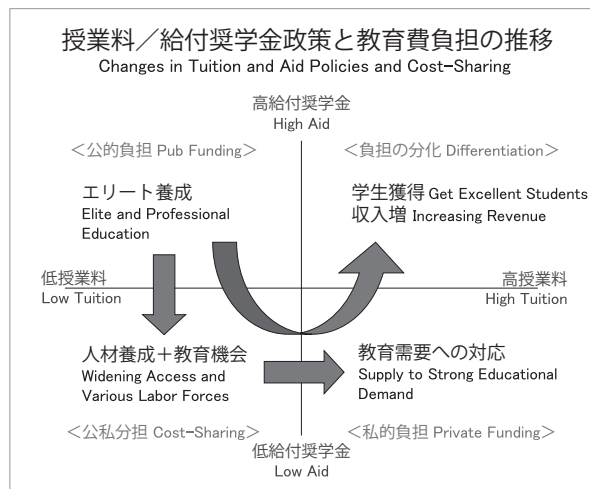 授業料／給付奨学金政策と教育費負担の推移
Changes in Tuition and Aid Policies and Cost-Sharing
高給付奨学金
High Aid
＜公的負担 Pub Funding＞
＜負担の分化 Differentiation＞
エリート養成
Elite and Professional
Education
学生獲得 Get Excellent Students
収入増 Increasing Revenue
低授業料
Low Tuition
高授業料
High Tuition
人材養成＋教育機会
Widening Access and
Various Labor Forces
教育需要への対応
Supply to Strong Educational
Demand
＜公私分担 Cost-Sharing＞
＜私的負担 Private Funding＞
低給付奨学金
Low Aid